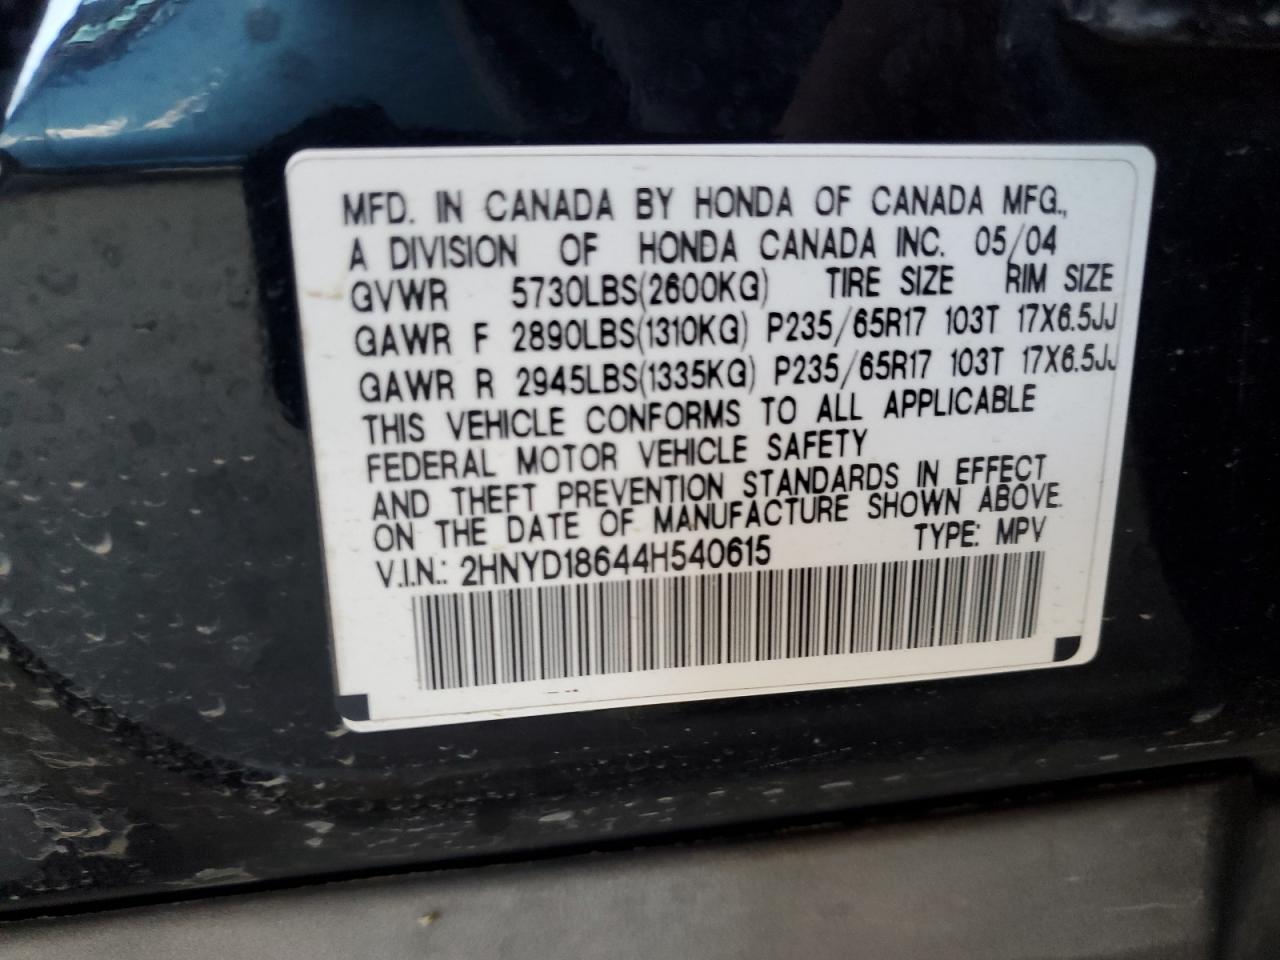 MFD. IN CANADA BY HONDA OF CANADA MFG.,
A DIVISION OF HONDA CANADA INC. 05/04
GVWR 5730LBS(2600KG) TIRE SIZE RIM SIZE
GAWR F 2890LBS(1310KG) P235/65R17 103T 17X6.5JJ
GAWR R 2945LBS(1335KG) P235/65R17 103T 17X6.5JJ
THIS VEHICLE CONFORMS TO ALL APPLICABLE
FEDERAL MOTOR VEHICLE SAFETY
AND THEFT PREVENTION STANDARDS IN EFFECT
ON THE DATE OF MANUFACTURE SHOWN ABOVE.
V.I.N.: 2HNYD18644H540615 TYPE: MPV